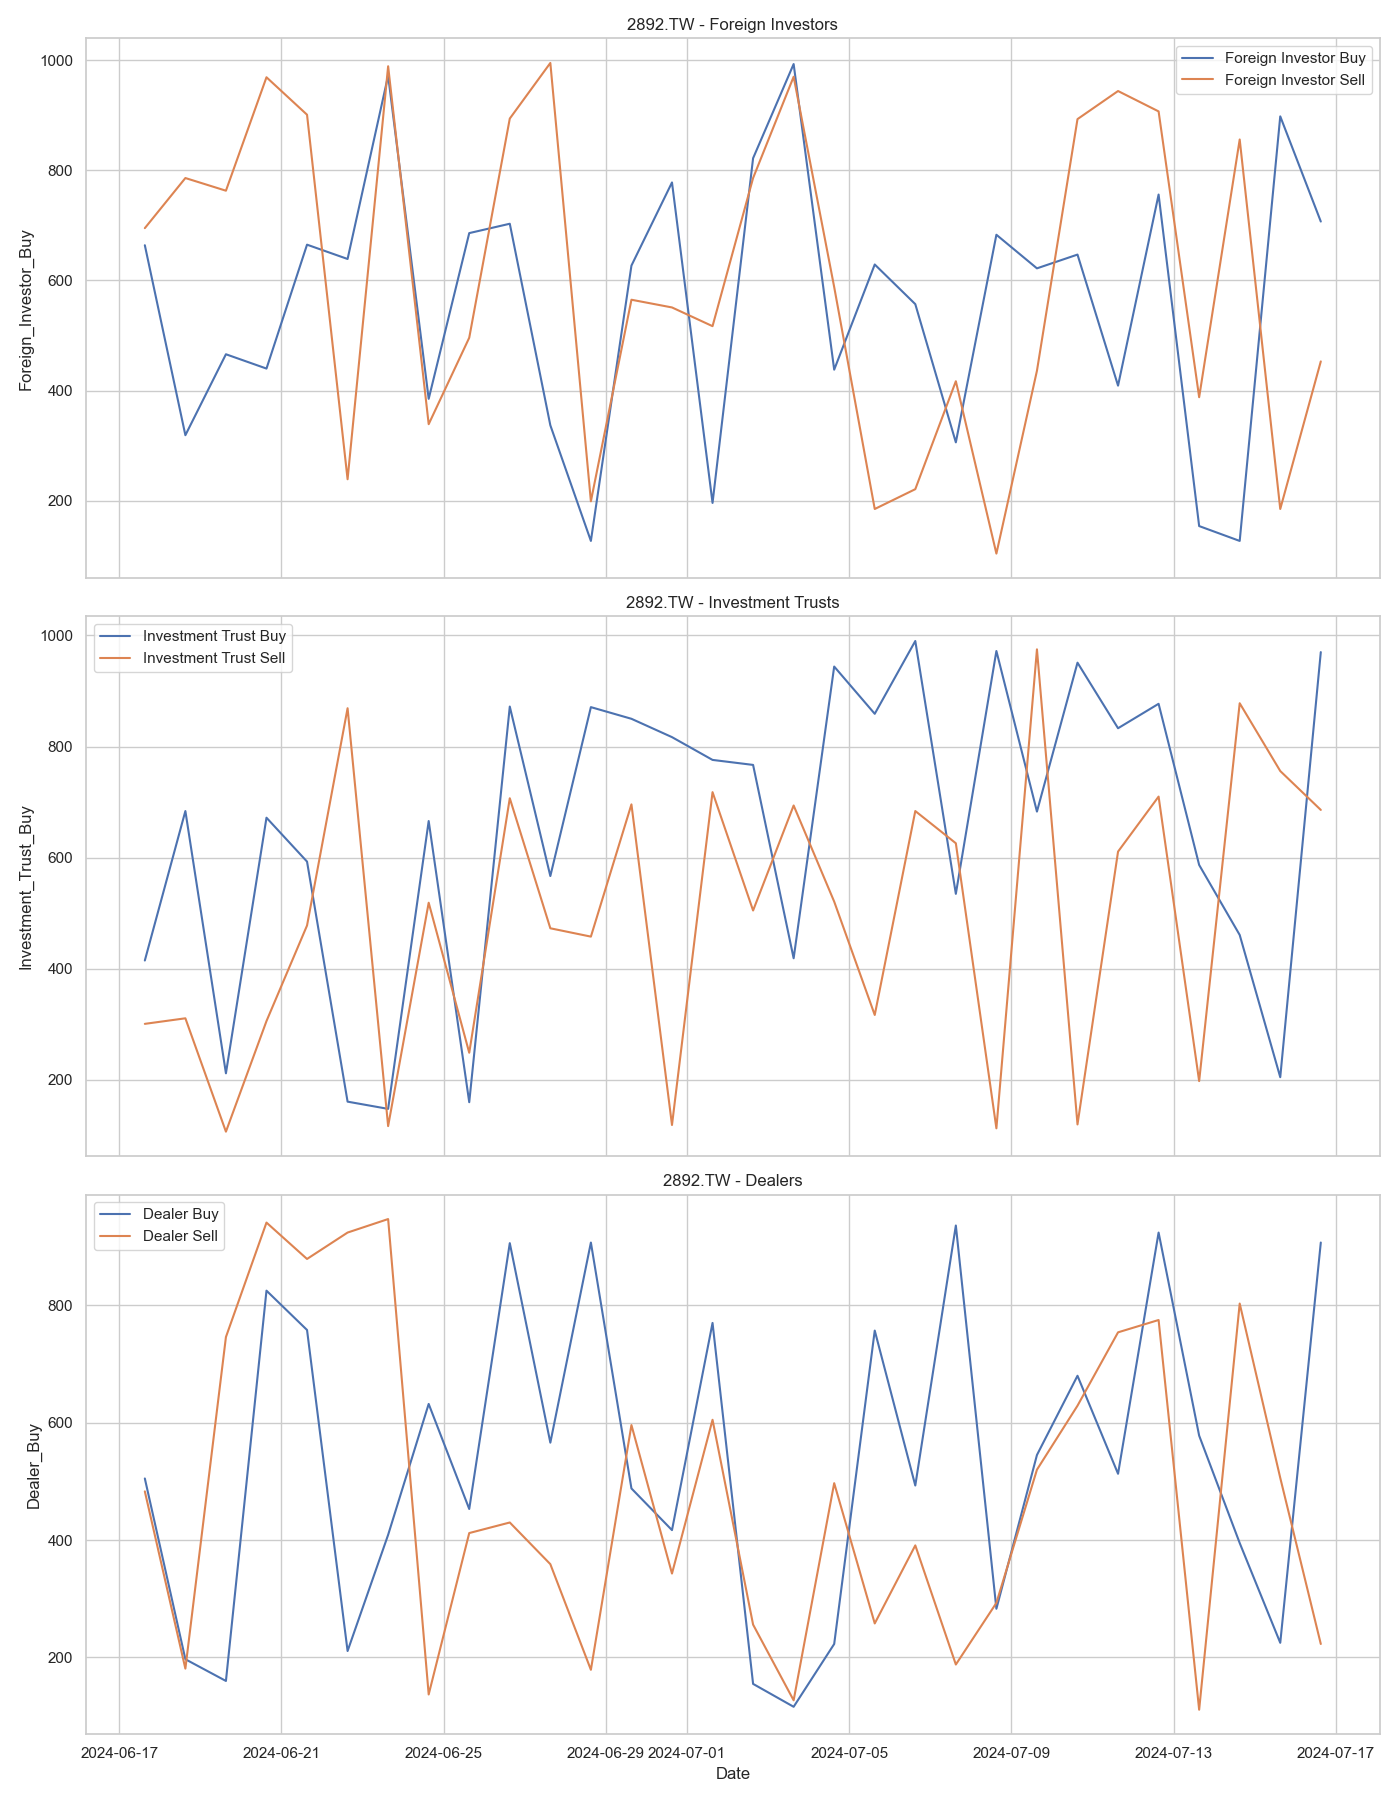 2892.TW - Foreign Investors
Foreign Investor Buy
Foreign Investor Sell
Foreign_Investor_Buy
1000
800
600
400
200
2892.TW - Investment Trusts
Investment Trust Buy
Investment Trust Sell
Investment_Trust_Buy
1000
800
600
400
200
2892.TW - Dealers
Dealer Buy
Dealer Sell
Dealer_Buy
800
600
400
200
2024-06-17 2024-06-21 2024-06-25 2024-06-29 2024-07-01 2024-07-05 2024-07-09 2024-07-13 2024-07-17
Date